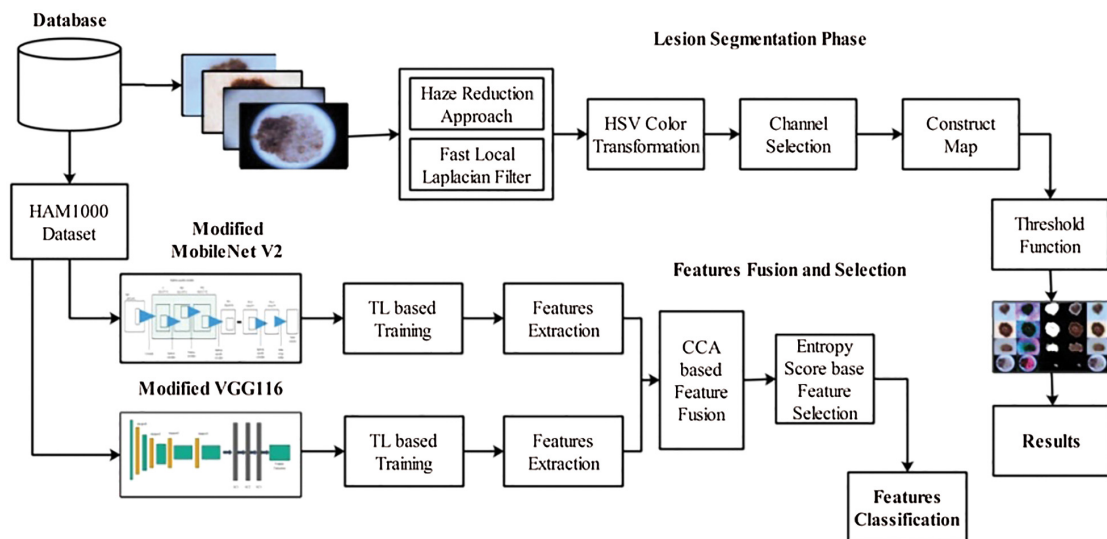 Database
Lesion Segmentation Phase
Haze Reduction
Approach
Fast Local
Laplacian Filter
HSV Color
Transformation
Channel
Selection
Construct
Map
HAM1000
Dataset
Threshold
Function
Modified
MobileNet V2
Features Fusion and Selection
TL based
Training
Features
Extraction
CCA
based
Feature
Fusion
Entropy
Score base
Feature
Selection
Modified VGG116
TL based
Training
Features
Extraction
Results
Features
Classification